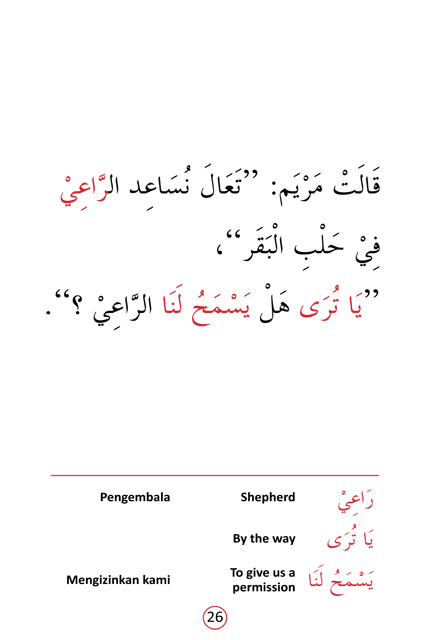 قَالَتْ مَرْيَم: ”تَعَالَ نُسَاعِد الرَّاعِيْ
فِيْ حَلْبِ الْبَقَر“،
”يَا تُرَى هَلْ يَسْمَحُ لَنَا الرَّاعِيْ ؟“.
رَاعِيْ Shepherd Pengembala
يَا تُرَى By the way
يَسْمَحُ لَنَا To give us a permission Mengizinkan kami
26